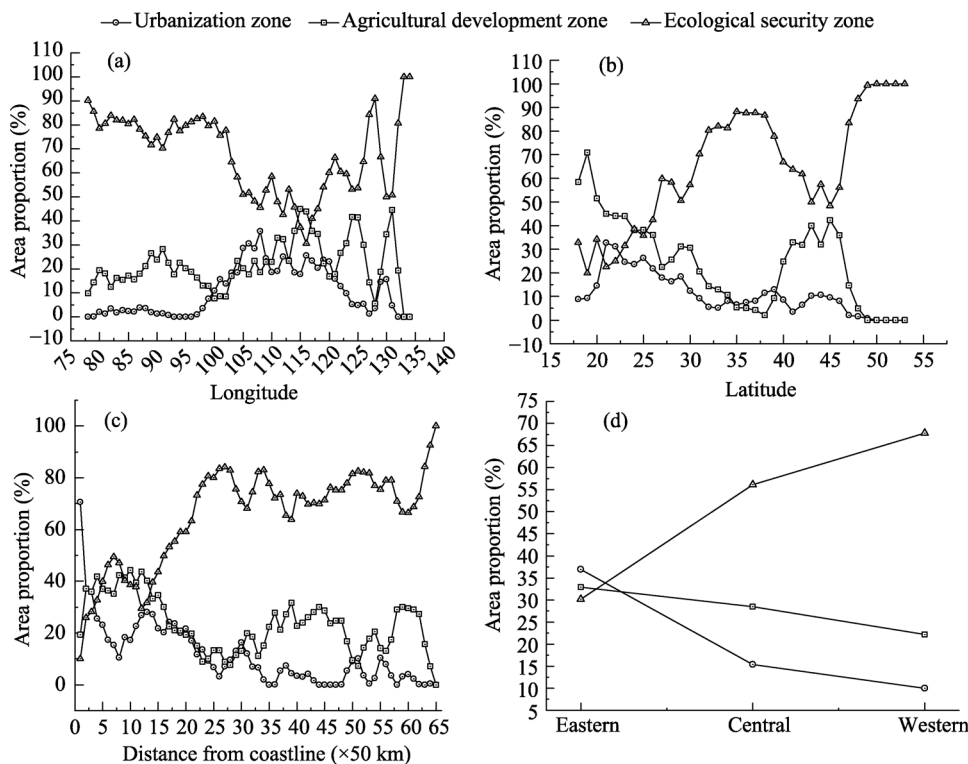 Urbanization zone Agricultural development zone Ecological security zone
(a)
Area proportion (%)
110
100
90
80
70
60
50
40
30
20
10
0
−10
75 80 85 90 95 100 105 110 115 120 125 130 135 140
Longitude
(b)
Area proportion (%)
110
100
90
80
70
60
50
40
30
20
10
0
−10
15 20 25 30 35 40 45 50 55
Latitude
(c)
Area proportion (%)
100
80
60
40
20
0
0 5 10 15 20 25 30 35 40 45 50 55 60 65
Distance from coastline (×50 km)
(d)
Area proportion (%)
75
70
65
60
55
50
45
40
35
30
25
20
15
10
5
Eastern Central Western